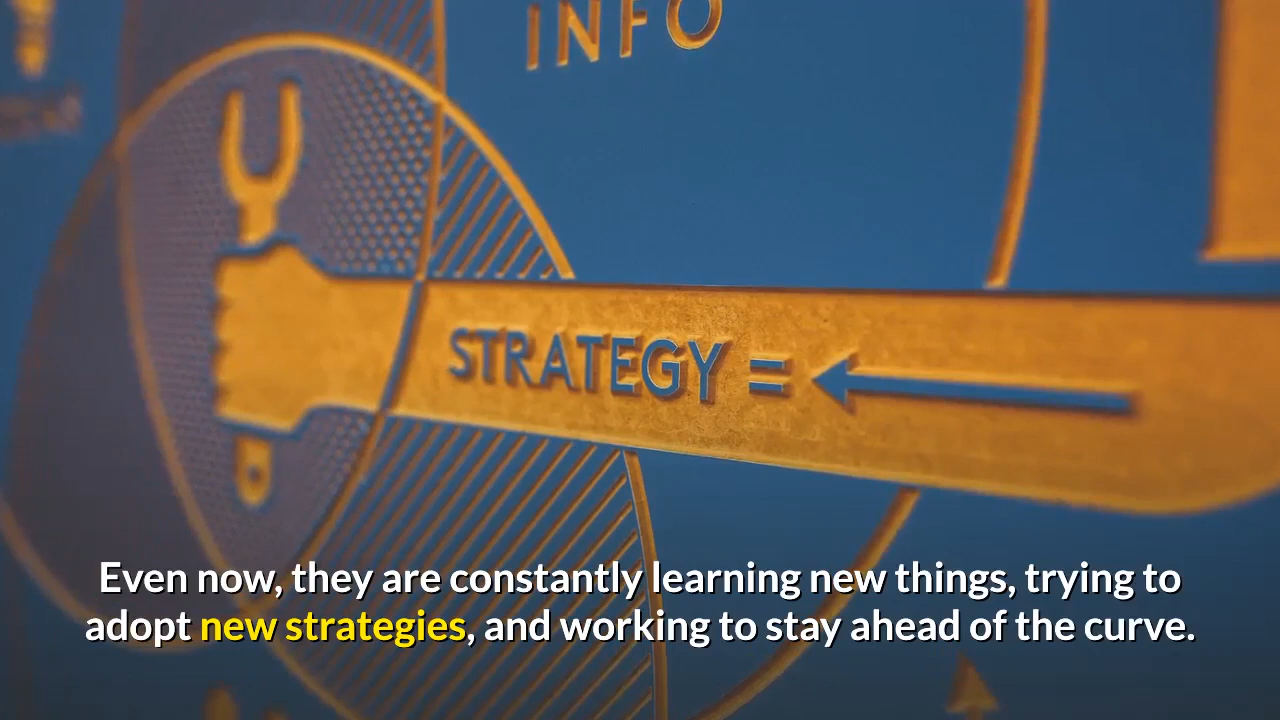 INFO
STRATEGY =
Even now, they are constantly learning new things, trying to
adopt new strategies, and working to stay ahead of the curve.